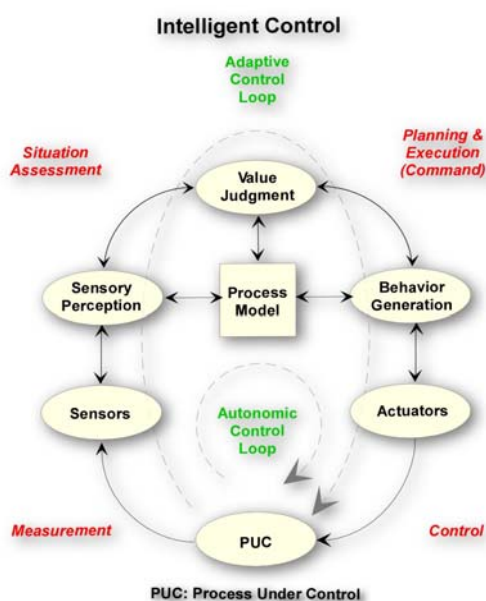 Intelligent Control
Adaptive
Control
Loop
Situation
Assessment
Planning &
Execution
(Command)
Value
Judgment
Sensory
Perception
Process
Model
Behavior
Generation
Sensors
Autonomic
Control
Loop
Actuators
Measurement
PUC
Control
PUC: Process Under Control